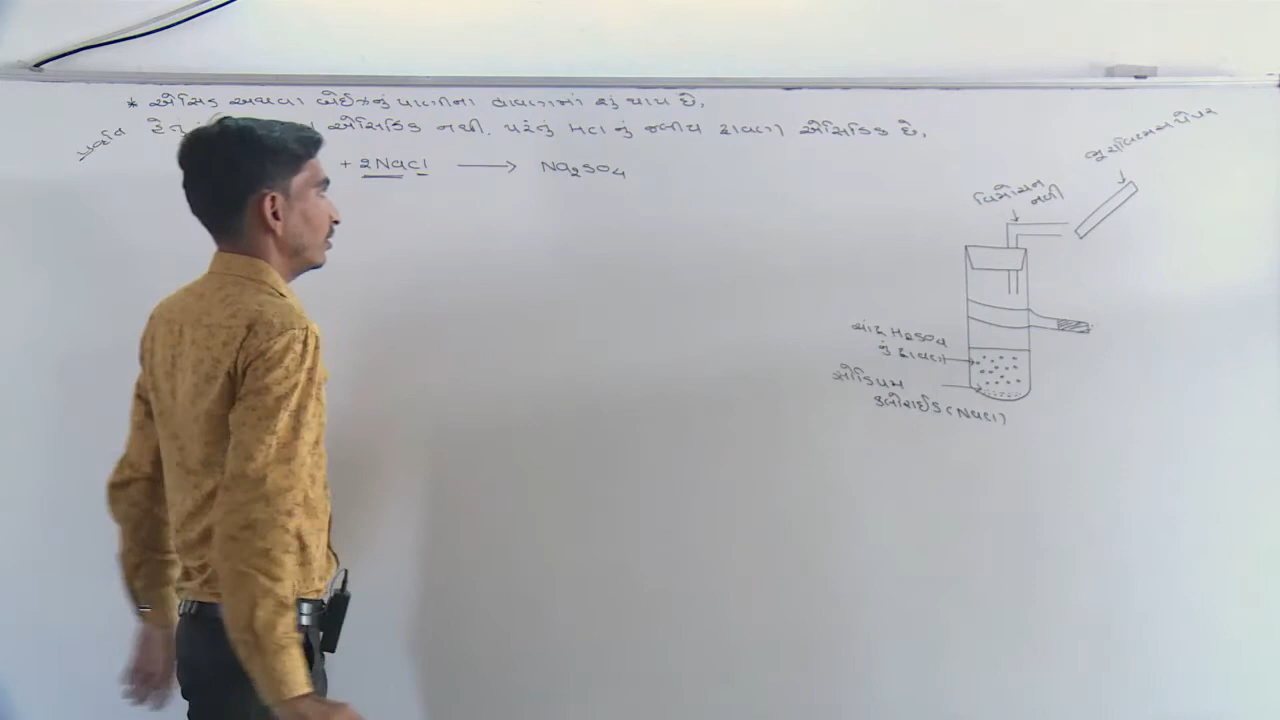 * એસિડ અથવા બેઈઝનું પાણીના દ્રાવણમાં શું થાય છે,
હેતુ એસિડિક નથી. પરંતુ HCl નું જલીય દ્રાવણ એસિડિક છે,
+ 2NaCl ⟶ Na₂SO₄
ભૂરું લિટમસ પેપર
નિગમન
નળી
સાંદ્ર H₂SO₄
નું દ્રાવણ
સોડિયમ
ક્લોરાઈડ (NaCl)